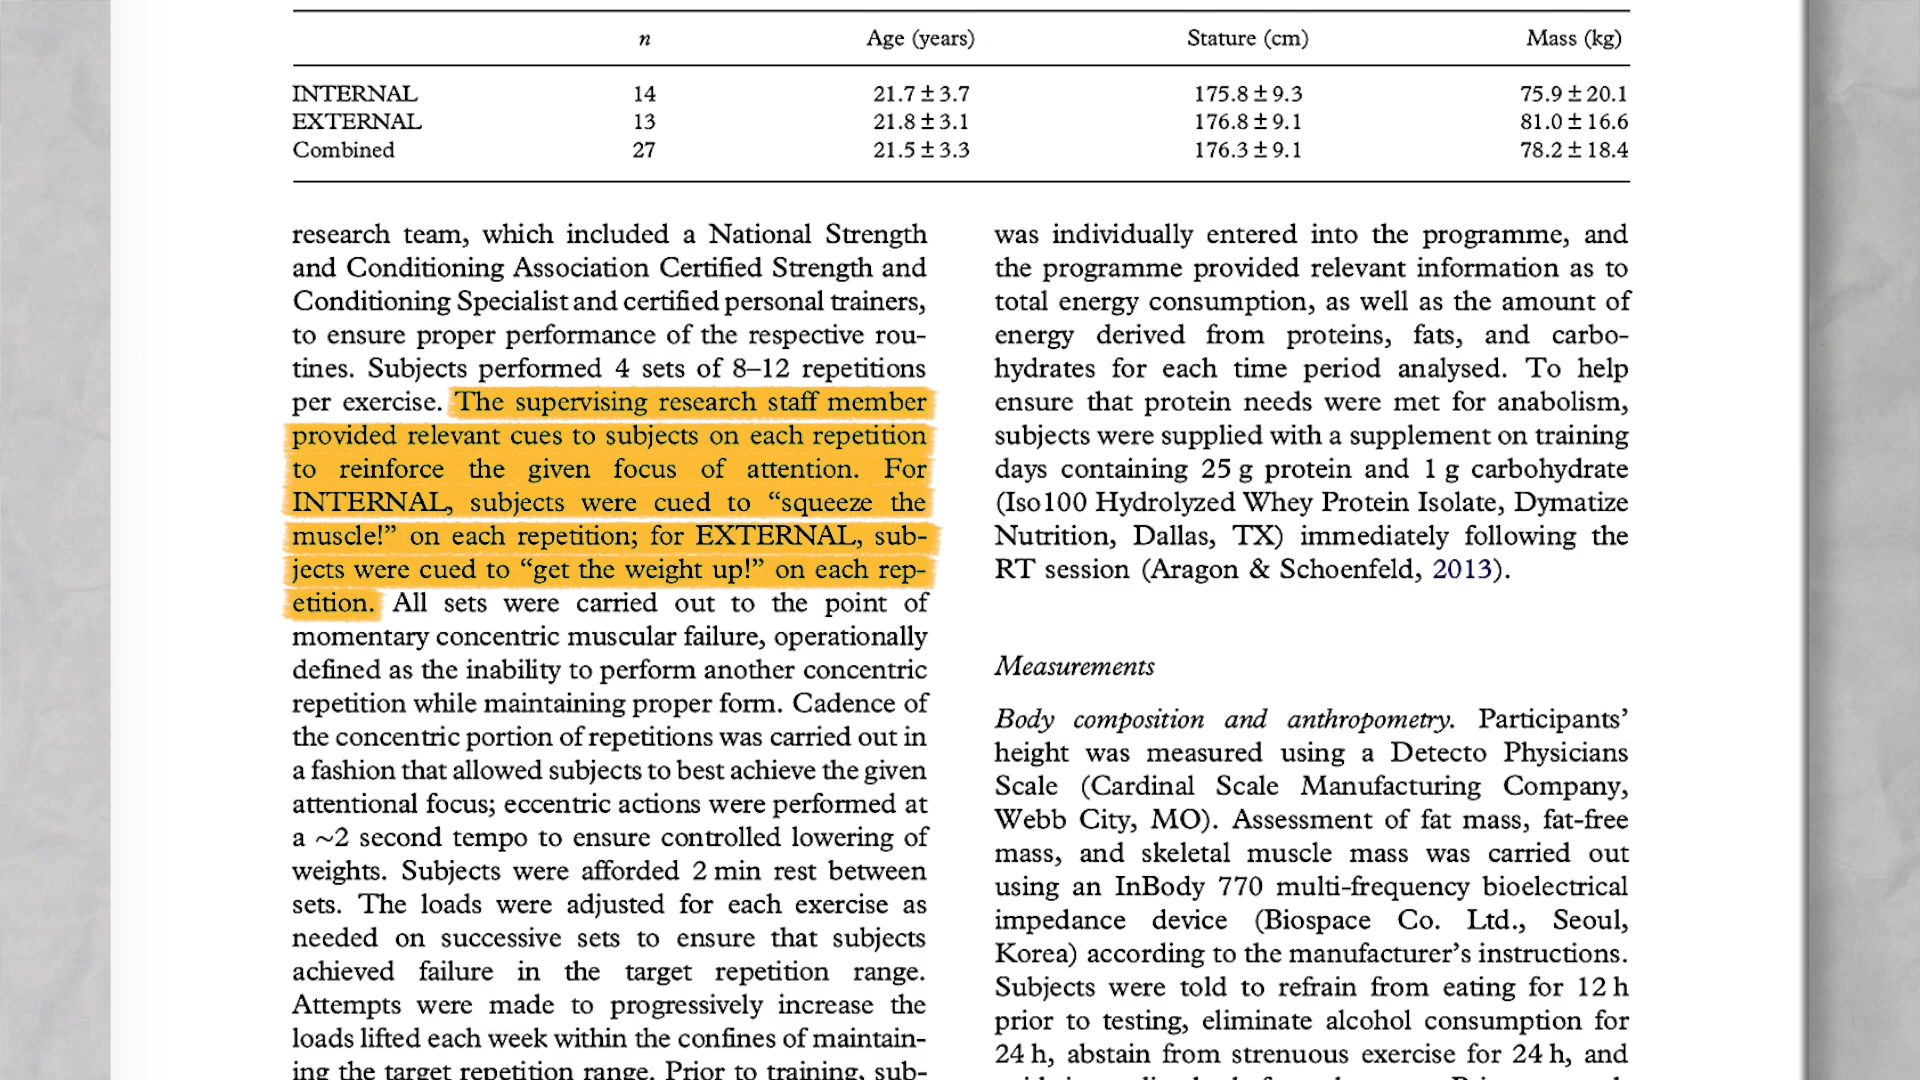 n Age (years) Stature (cm) Mass (kg)
INTERNAL 14 21.7 ± 3.7 175.8 ± 9.3 75.9 ± 20.1
EXTERNAL 13 21.8 ± 3.1 176.8 ± 9.1 81.0 ± 16.6
Combined 27 21.5 ± 3.3 176.3 ± 9.1 78.2 ± 18.4
research team, which included a National Strength
and Conditioning Association Certified Strength and
Conditioning Specialist and certified personal trainers,
to ensure proper performance of the respective rou-
tines. Subjects performed 4 sets of 8–12 repetitions
per exercise. The supervising research staff member
provided relevant cues to subjects on each repetition
to reinforce the given focus of attention. For
INTERNAL, subjects were cued to “squeeze the
muscle!” on each repetition; for EXTERNAL, sub-
jects were cued to “get the weight up!” on each rep-
etition. All sets were carried out to the point of
momentary concentric muscular failure, operationally
defined as the inability to perform another concentric
repetition while maintaining proper form. Cadence of
the concentric portion of repetitions was carried out in
a fashion that allowed subjects to best achieve the given
attentional focus; eccentric actions were performed at
a ~2 second tempo to ensure controlled lowering of
weights. Subjects were afforded 2 min rest between
sets. The loads were adjusted for each exercise as
needed on successive sets to ensure that subjects
achieved failure in the target repetition range.
Attempts were made to progressively increase the
loads lifted each week within the confines of maintain-
ing the target repetition range. Prior to training, sub-
was individually entered into the programme, and
the programme provided relevant information as to
total energy consumption, as well as the amount of
energy derived from proteins, fats, and carbo-
hydrates for each time period analysed. To help
ensure that protein needs were met for anabolism,
subjects were supplied with a supplement on training
days containing 25 g protein and 1 g carbohydrate
(Iso100 Hydrolyzed Whey Protein Isolate, Dymatize
Nutrition, Dallas, TX) immediately following the
RT session (Aragon & Schoenfeld, 2013).
Measurements
Body composition and anthropometry. Participants’
height was measured using a Detecto Physicians
Scale (Cardinal Scale Manufacturing Company,
Webb City, MO). Assessment of fat mass, fat-free
mass, and skeletal muscle mass was carried out
using an InBody 770 multi-frequency bioelectrical
impedance device (Biospace Co. Ltd., Seoul,
Korea) according to the manufacturer’s instructions.
Subjects were told to refrain from eating for 12 h
prior to testing, eliminate alcohol consumption for
24 h, abstain from strenuous exercise for 24 h, and